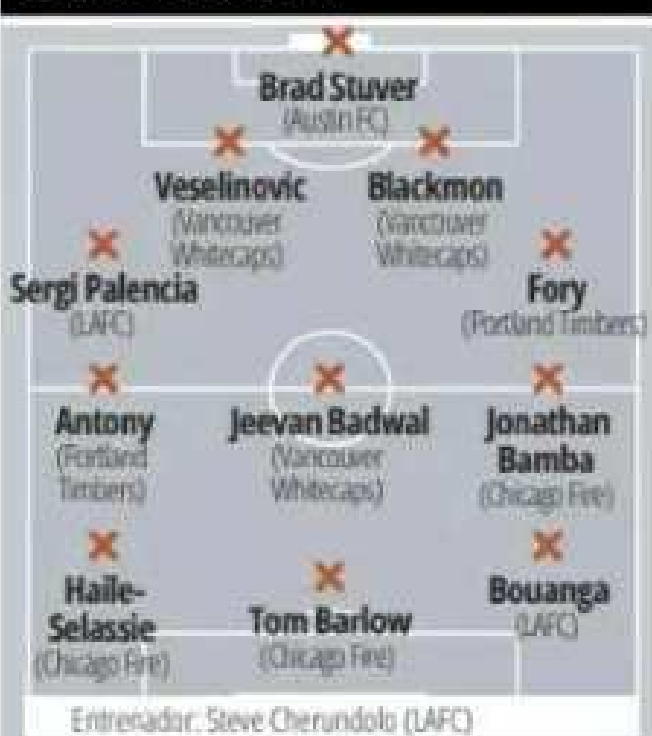 Brad Stuver
(Austin FC)
Veselinovic
(Vancouver
Whitecaps)
Blackmon
(Vancouver
Whitecaps)
Sergi Palencia
(LAFC)
Fory
(Portland Timbers)
Antony
(Portland
Timbers)
Jeevan Badwal
(Vancouver
Whitecaps)
Jonathan
Bamba
(Chicago Fire)
Haile-
Selassie
(Chicago Fire)
Tom Barlow
(Chicago Fire)
Bouanga
(LAFC)
Entrenador: Steve Cherundolo (LAFC)